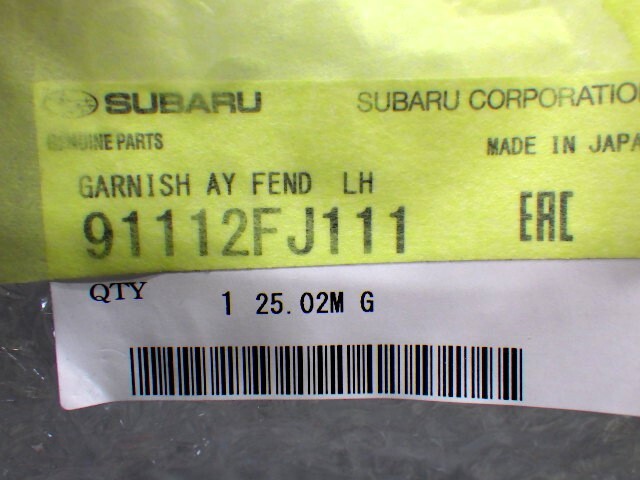 SUBARU SUBARU CORPORATIO
GENUINE PARTS MADE IN JAPA
GARNISH AY FEND LH
91112FJ111 EAC
QTY 1 25.02M G